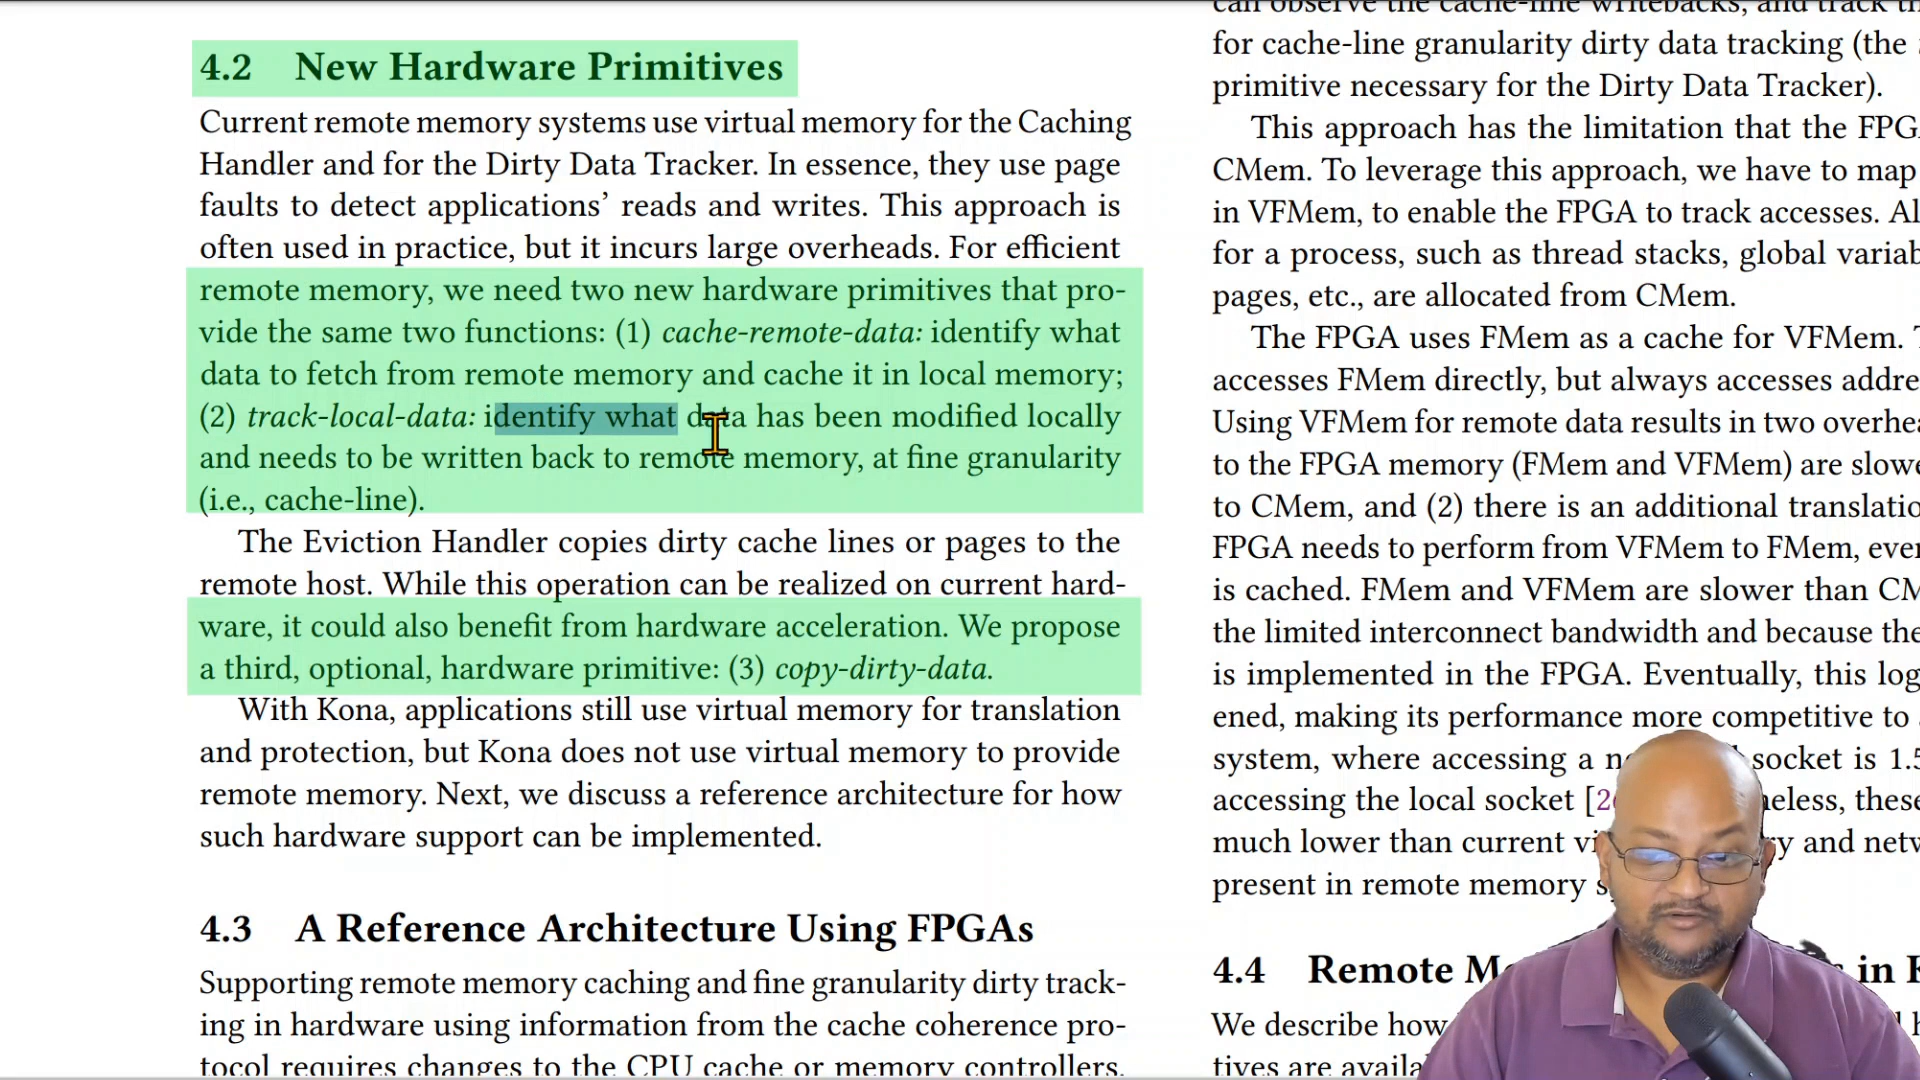 4.2 New Hardware Primitives
Current remote memory systems use virtual memory for the Caching
Handler and for the Dirty Data Tracker. In essence, they use page
faults to detect applications’ reads and writes. This approach is
often used in practice, but it incurs large overheads. For efficient
remote memory, we need two new hardware primitives that pro-
vide the same two functions: (1) cache-remote-data: identify what
data to fetch from remote memory and cache it in local memory;
(2) track-local-data: identify what data has been modified locally
and needs to be written back to remote memory, at fine granularity
(i.e., cache-line).
The Eviction Handler copies dirty cache lines or pages to the
remote host. While this operation can be realized on current hard-
ware, it could also benefit from hardware acceleration. We propose
a third, optional, hardware primitive: (3) copy-dirty-data.
With Kona, applications still use virtual memory for translation
and protection, but Kona does not use virtual memory to provide
remote memory. Next, we discuss a reference architecture for how
such hardware support can be implemented.
4.3 A Reference Architecture Using FPGAs
Supporting remote memory caching and fine granularity dirty track-
ing in hardware using information from the cache coherence pro-
tocol requires changes to the CPU cache or memory controllers.
can observe the cache-line writebacks, and track
for cache-line granularity dirty data tracking (the
primitive necessary for the Dirty Data Tracker).
This approach has the limitation that the
CMem. To leverage this approach, we have to map
in VFMem, to enable the FPGA to track accesses.
for a process, such as thread stacks, global
pages, etc., are allocated from CMem.
The FPGA uses FMem as a cache for VFMem.
accesses FMem directly, but always accesses
Using VFMem for remote data results in two
to the FPGA memory (FMem and VFMem) are
to CMem, and (2) there is an additional
FPGA needs to perform from VFMem to FMem,
is cached. FMem and VFMem are slower than
the limited interconnect bandwidth and because
is implemented in the FPGA. Eventually, this
ened, making its performance more competitive to
system, where accessing a socket is
accessing the local socket
much lower than current and
present in remote memory
4.4 Remote in
We describe how
tives are